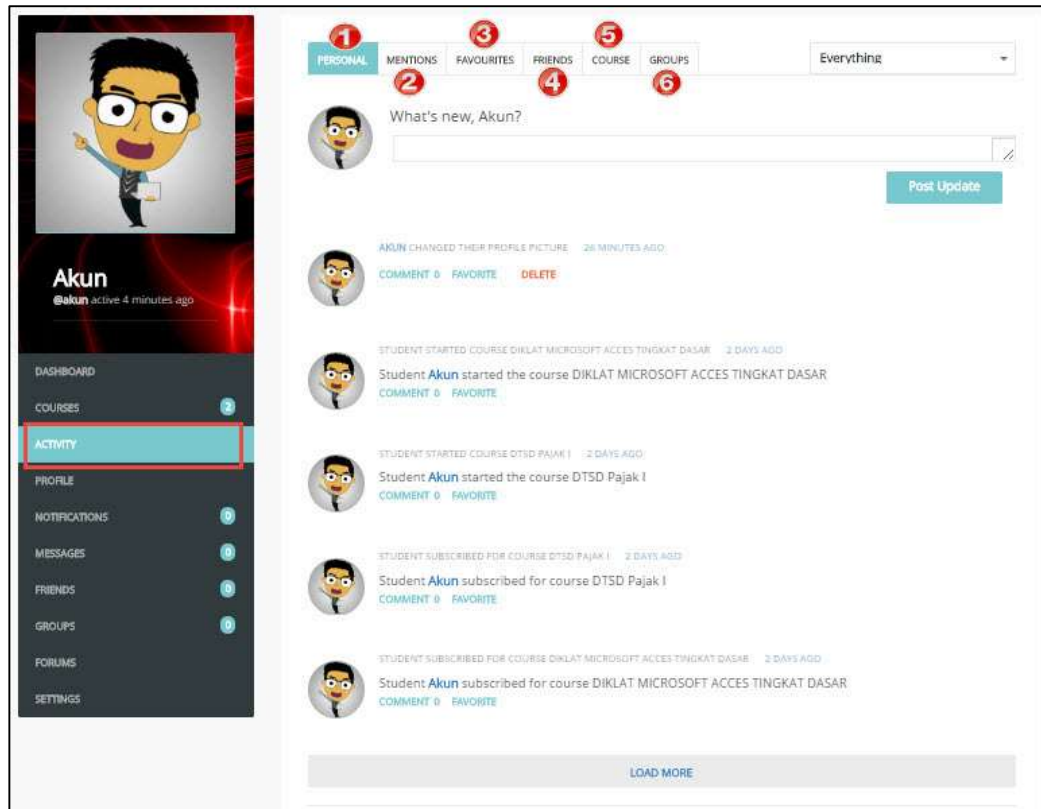 1 3 5
PERSONAL MENTIONS FAVOURITES FRIENDS COURSE GROUPS Everything
2 4 6
What's new, Akun?
Post Update
Akun
@akun active 4 minutes ago
DASHBOARD
COURSES 2
ACTIVITY
PROFILE
NOTIFICATIONS 0
MESSAGES 0
FRIENDS 0
GROUPS 0
FORUMS
SETTINGS
AKUN CHANGED THEIR PROFILE PICTURE 26 MINUTES AGO
COMMENT 0 FAVORITE DELETE
STUDENT STARTED COURSE DIKLAT MICROSOFT ACCES TINGKAT DASAR 2 DAYS AGO
Student Akun started the course DIKLAT MICROSOFT ACCES TINGKAT DASAR
COMMENT 0 FAVORITE
STUDENT STARTED COURSE DTSD PAJAK I 2 DAYS AGO
Student Akun started the course DTSD Pajak I
COMMENT 0 FAVORITE
STUDENT SUBSCRIBED FOR COURSE DTSD PAJAK I 2 DAYS AGO
Student Akun subscribed for course DTSD Pajak I
COMMENT 0 FAVORITE
STUDENT SUBSCRIBED FOR COURSE DIKLAT MICROSOFT ACCES TINGKAT DASAR 2 DAYS AGO
Student Akun subscribed for course DIKLAT MICROSOFT ACCES TINGKAT DASAR
COMMENT 0 FAVORITE
LOAD MORE